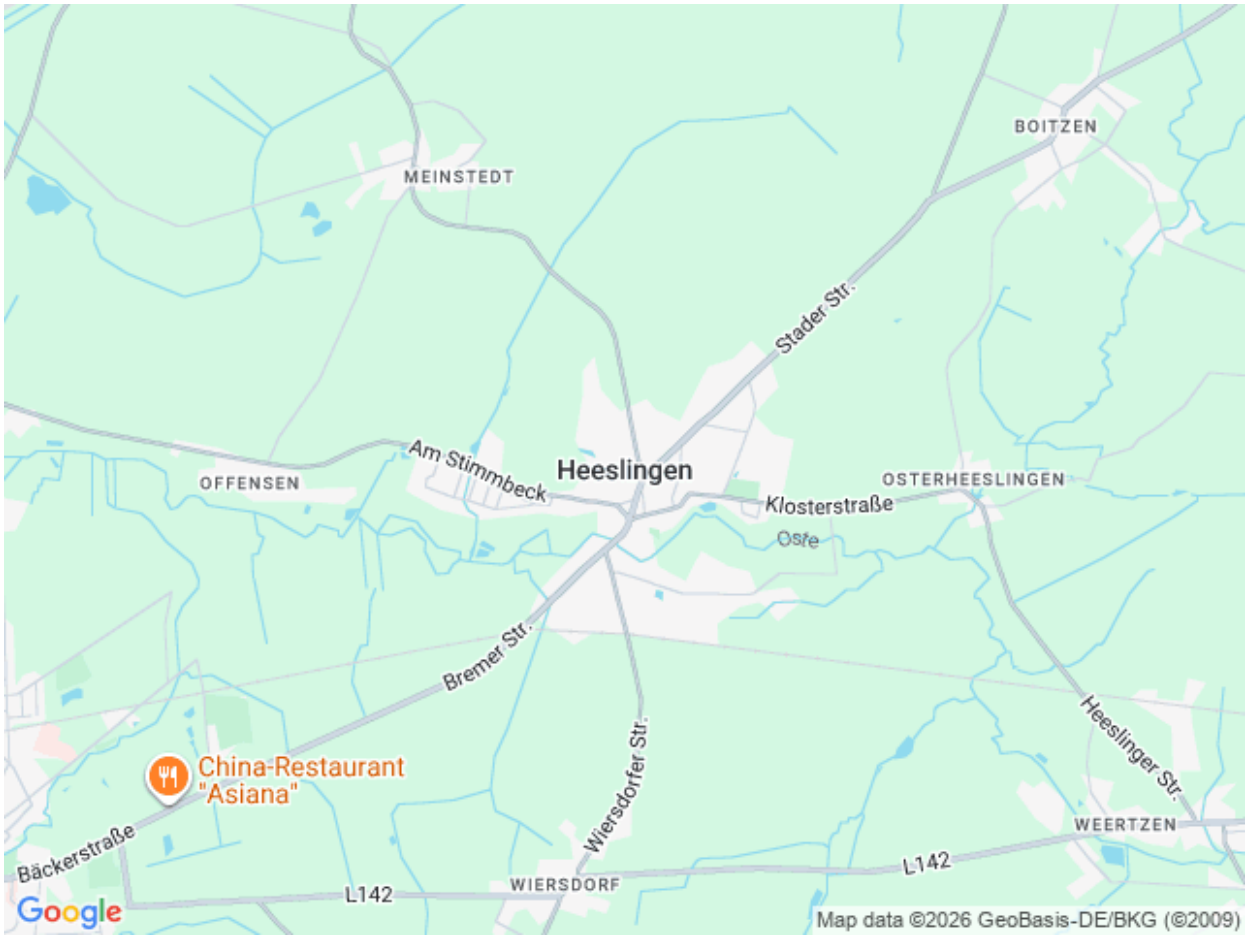 BOITZEN
MEINSTEDT
Stader Str.
Am Stimmbeck
Heeslingen
OFFENSEN
OSTERHEESLINGEN
Klosterstraße
Oste
Bremer Str.
Heeslinger Str.
Wiersdorfer Str.
China-Restaurant
"Asiana"
Bäckerstraße
WEERTZEN
L142
WIERSDORF
L142
Google
Map data ©2026 GeoBasis-DE/BKG (©2009)